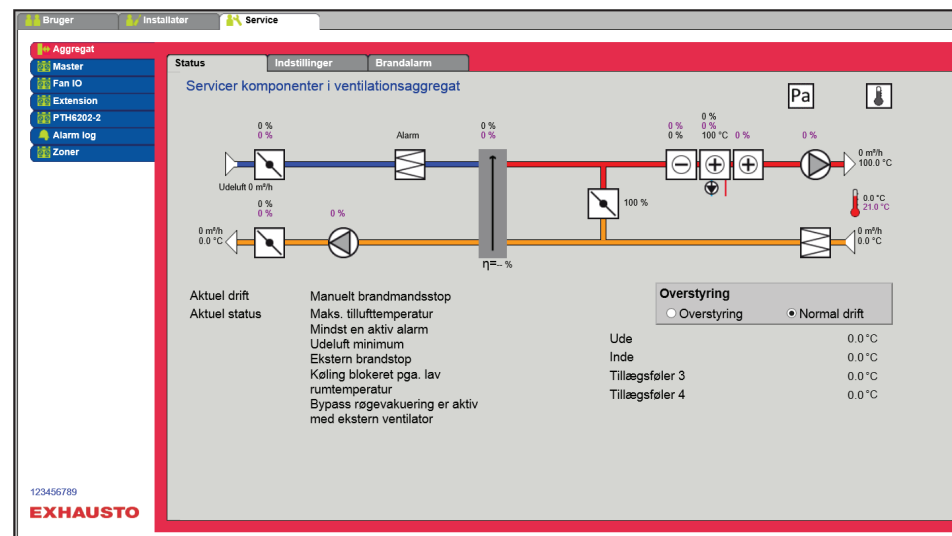 Bruger
Installatør
Service
Aggregat
Master
Fan IO
Extension
PTH6202-2
Alarm log
Zoner
Status
Indstillinger
Brandalarm
Servicer komponenter i ventilationsaggregat
Pa
0 %
0 %
Alarm
0 %
0 %
0 %
0 %
0 %
0 %
100 °C
0 %
0 %
0 m³/h
100.0 °C
Udeluft 0 m³/h
0 %
0 %
0 %
100 %
0.0 °C
21.0 °C
0 m³/h
0.0 °C
0 m³/h
0.0 °C
η=-- %
Aktuel drift
Manuelt brandmandsstop
Aktuel status
Maks. tillufttemperatur
Mindst en aktiv alarm
Udeluft minimum
Ekstern brandstop
Køling blokeret pga. lav
rumtemperatur
Bypass røgevakuering er aktiv
med ekstern ventilator
Overstyring
Overstyring
Normal drift
Ude 0.0°C
Inde 0.0°C
Tillægsføler 3 0.0°C
Tillægsføler 4 0.0°C
123456789
EXHAUSTO